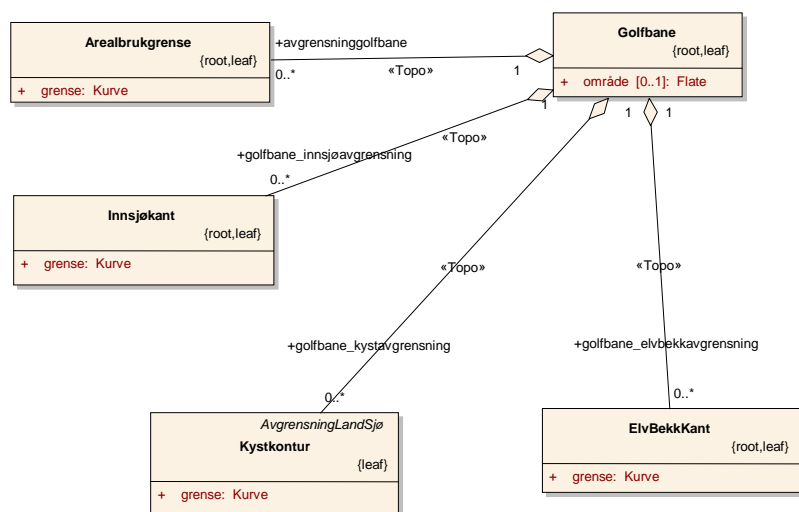 Arealbrukgrense
{root,leaf}
+ grense: Kurve
+avgrensninggolfbane
0..*
«Topo»
1
Golfbane
{root,leaf}
+ område [0..1]: Flate
1
«Topo»
+golfbane_innsjøavgrensning
0..*
1
1
Innsjøkant
{root,leaf}
+ grense: Kurve
«Topo»
«Topo»
+golfbane_kystavgrensning
+golfbane_elvbekkavgrensning
0..*
0..*
AvgrensningLandSjø
Kystkontur
{leaf}
+ grense: Kurve
ElvBekkKant
{root,leaf}
+ grense: Kurve